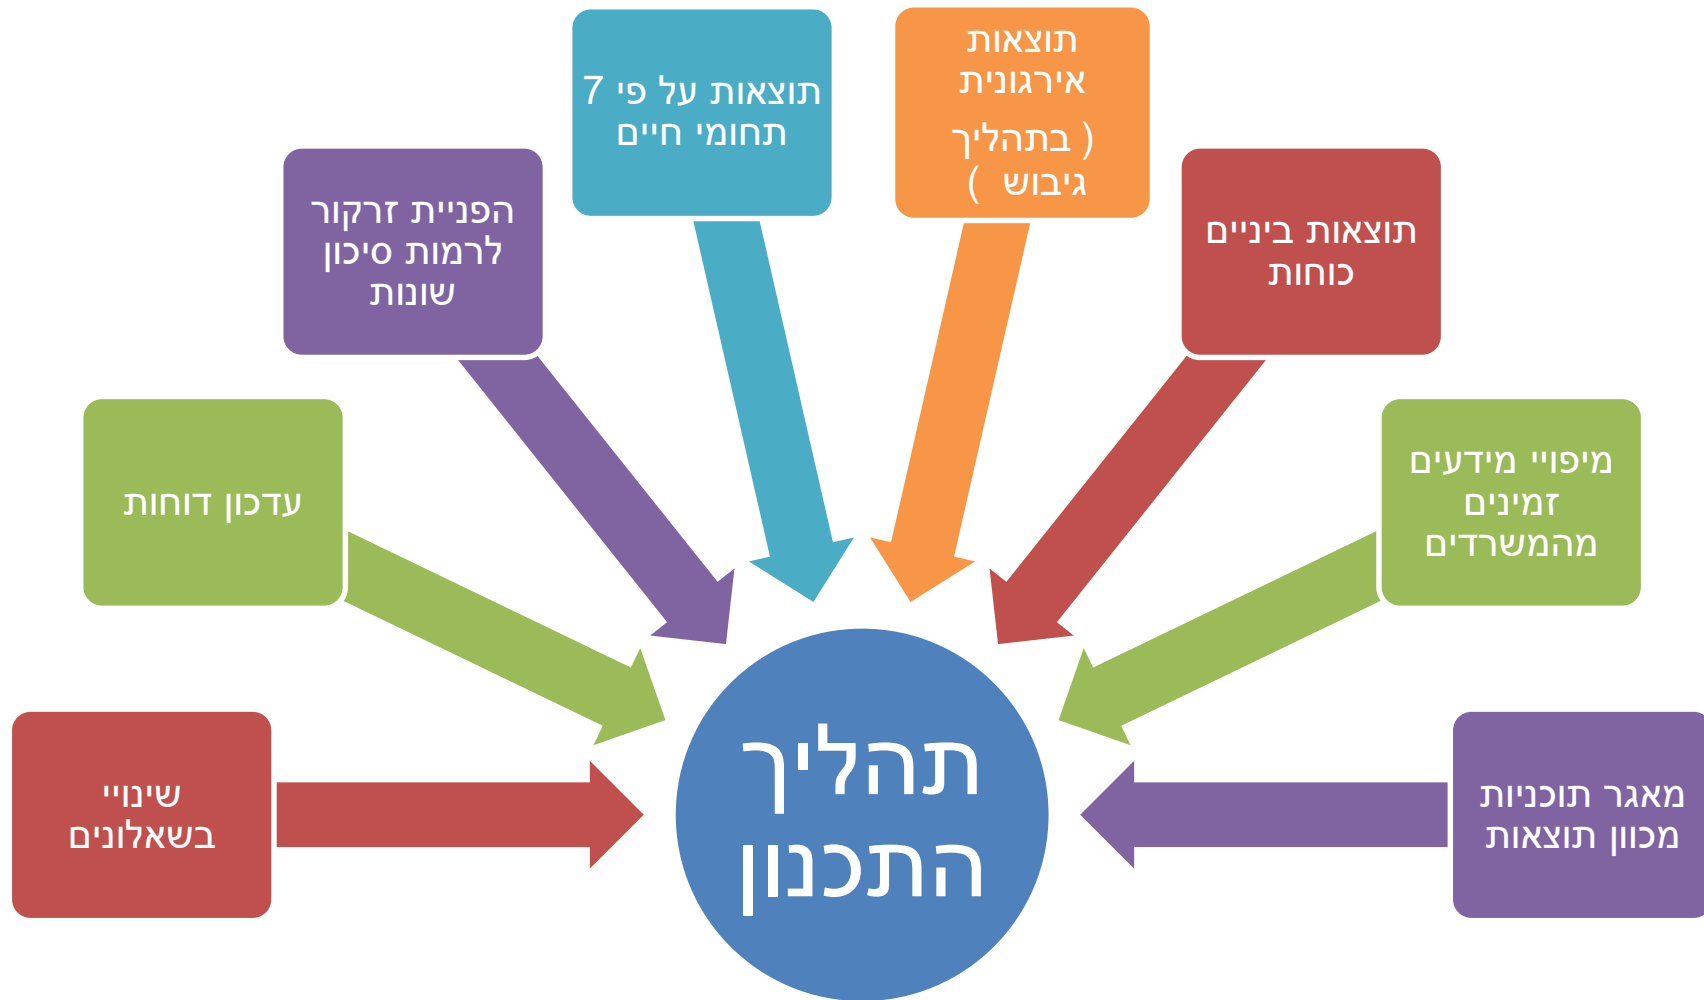 תוצאות
אירגונית
( בתהליך
גיבוש )
תוצאות על פי 7
תחומי חיים
תוצאות ביניים
כוחות
הפניית זרקור
לרמות סיכון
שונות
מיפויי מידעים
זמינים
מהמשרדים
עדכון דוחות
מאגר תוכניות
מכוון תוצאות
שינויי
בשאלונים
תהליך
התכנון